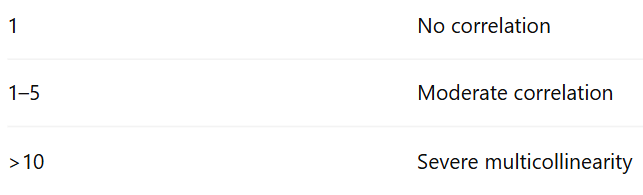 1 No correlation
1–5 Moderate correlation
>10 Severe multicollinearity